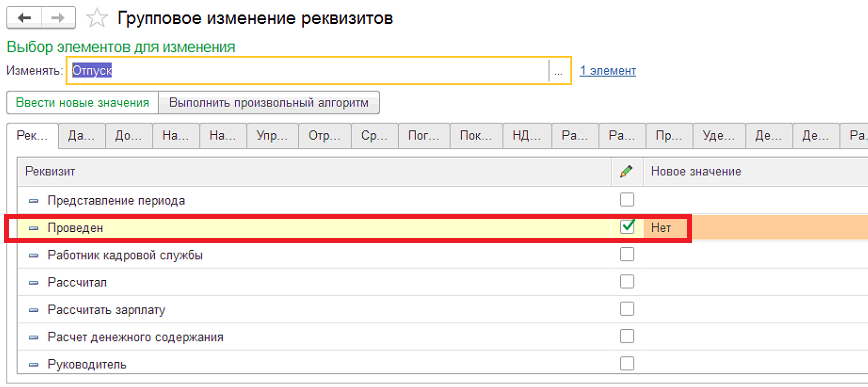 Групповое изменение реквизитов
Выбор элементов для изменения
Изменять: Отпуск ... 1 элемент
Ввести новые значения Выполнить произвольный алгоритм
Рек... Да... До... На... На... Упр... Отр... Ср... Пог... Пок... НД... Ра... Ра... Пр... Уде... Де... Де... Ра...
Реквизит Новое значение
Представление периода
Проведен Нет
Работник кадровой службы
Рассчитал
Рассчитать зарплату
Расчет денежного содержания
Руководитель